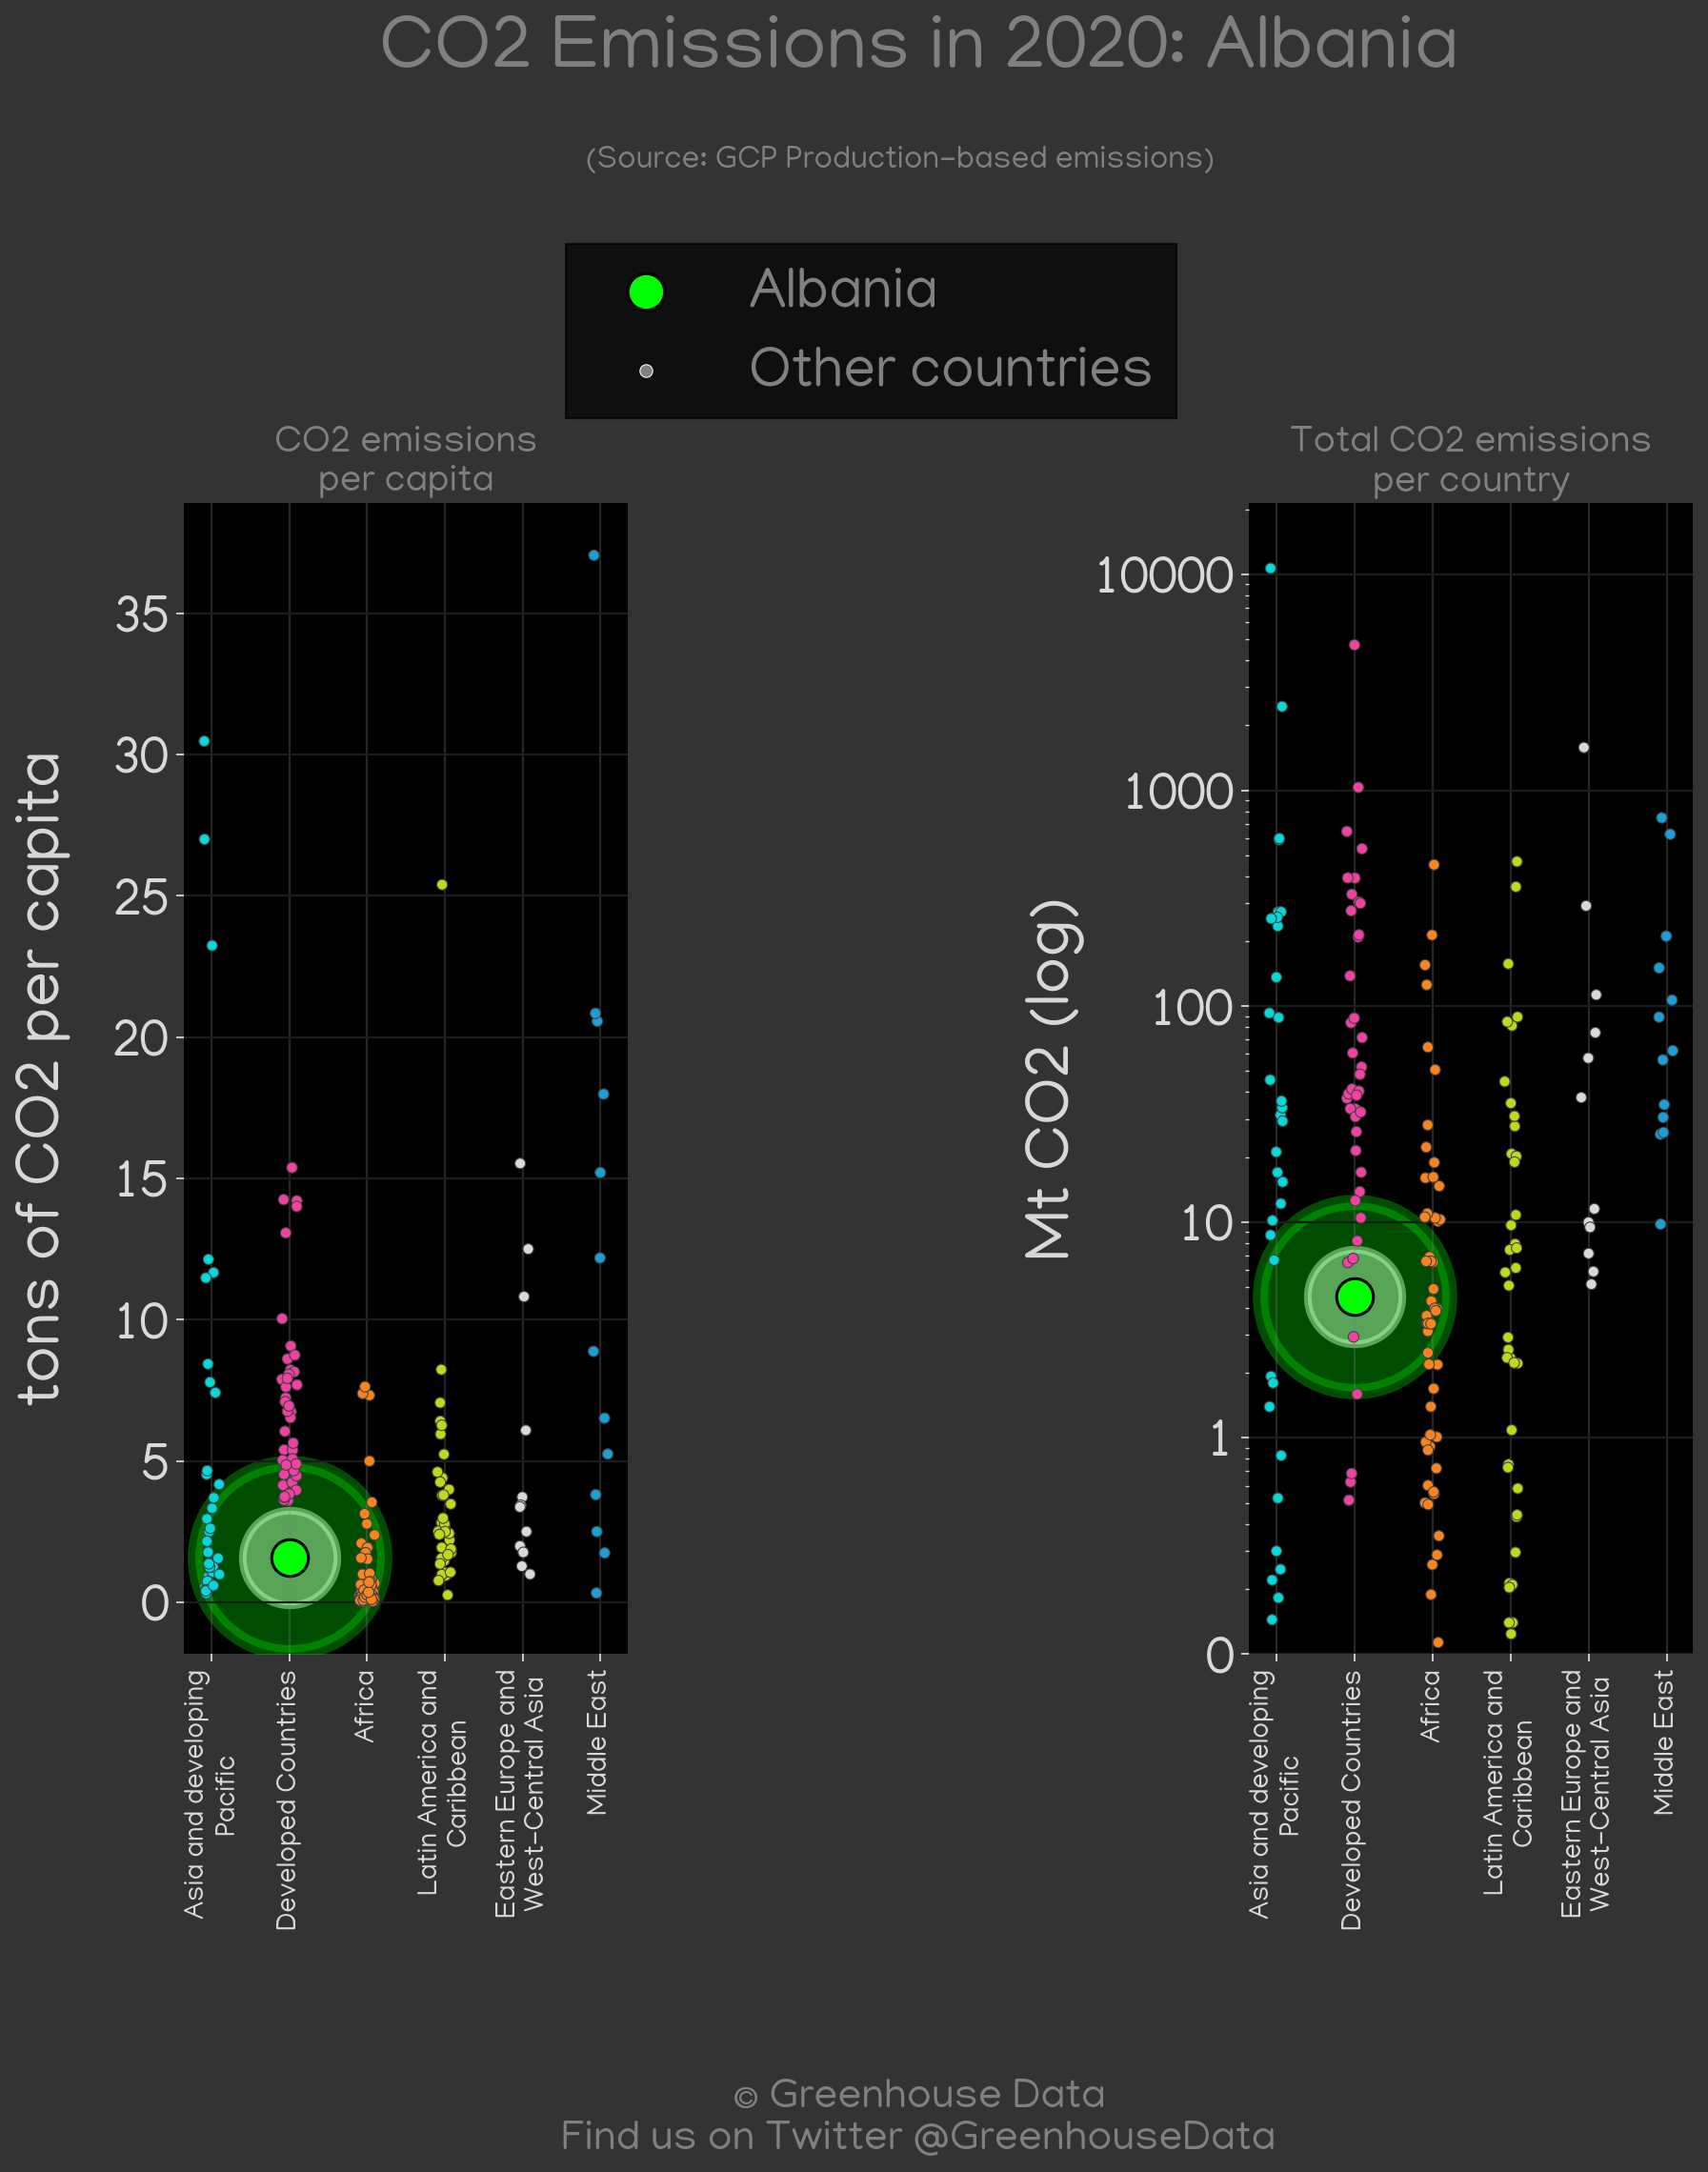 CO2 Emissions in 2020: Albania
(Source: GCP Production-based emissions)
Albania
Other countries
CO2 emissions
per capita
tons of CO2 per capita
35
30
25
20
15
10
5
0
Asia and developing
Pacific
Developed Countries
Africa
Latin America and
Caribbean
Eastern Europe and
West-Central Asia
Middle East
Total CO2 emissions
per country
Mt CO2 (log)
10000
1000
100
10
1
0
Asia and developing
Pacific
Developed Countries
Africa
Latin America and
Caribbean
Eastern Europe and
West-Central Asia
Middle East
© Greenhouse Data
Find us on Twitter @GreenhouseData